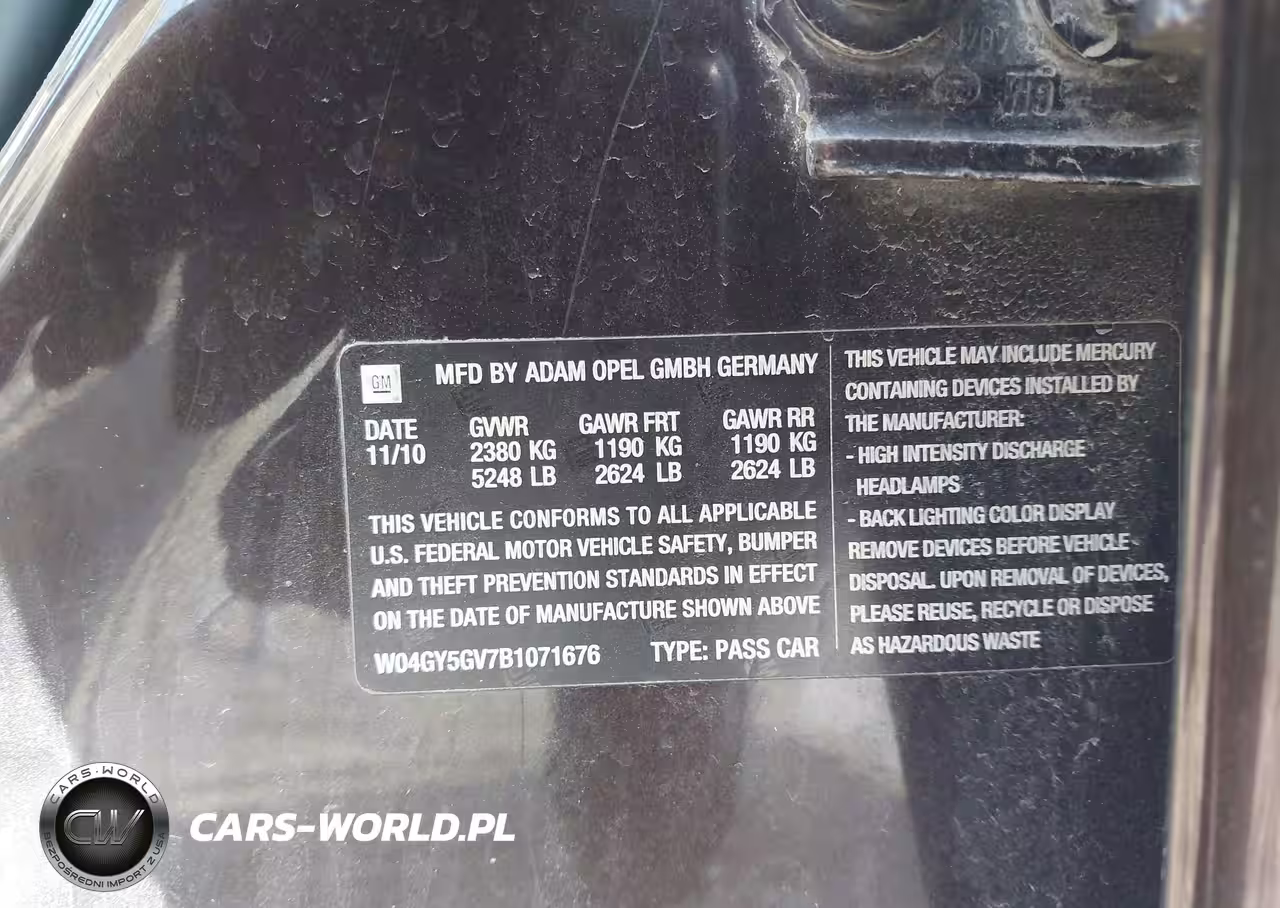 GM
MFD BY ADAM OPEL GMBH GERMANY
DATE GVWR GAWR FRT GAWR RR
11/10 2380 KG 1190 KG 1190 KG
5248 LB 2624 LB 2624 LB
THIS VEHICLE CONFORMS TO ALL APPLICABLE
U.S. FEDERAL MOTOR VEHICLE SAFETY, BUMPER
AND THEFT PREVENTION STANDARDS IN EFFECT
ON THE DATE OF MANUFACTURE SHOWN ABOVE
W04GY5GV7B1071676 TYPE: PASS CAR
THIS VEHICLE MAY INCLUDE MERCURY
CONTAINING DEVICES INSTALLED BY
THE MANUFACTURER:
- HIGH INTENSITY DISCHARGE
HEADLAMPS
- BACK LIGHTING COLOR DISPLAY
REMOVE DEVICES BEFORE VEHICLE
DISPOSAL. UPON REMOVAL OF DEVICES,
PLEASE REUSE, RECYCLE OR DISPOSE
AS HAZARDOUS WASTE
CARS-WORLD
CW
BEZPOŚREDNI IMPORT Z USA
CARS-WORLD.PL